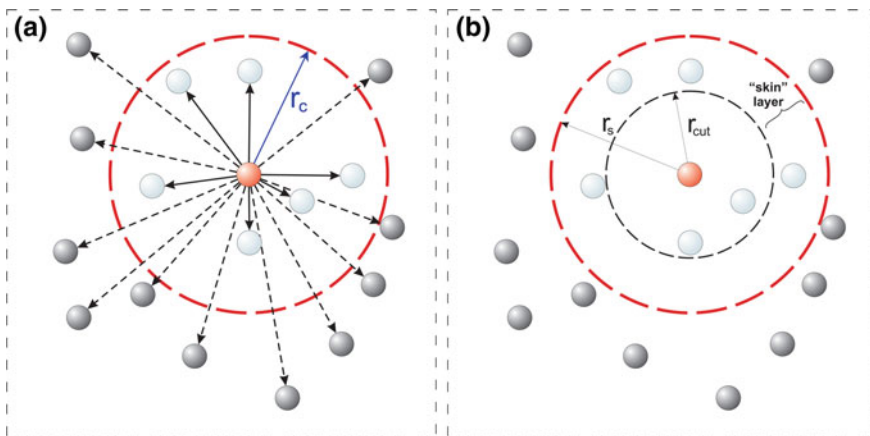 (a)
r_c
(b)
"skin"
layer
r_s
r_cut